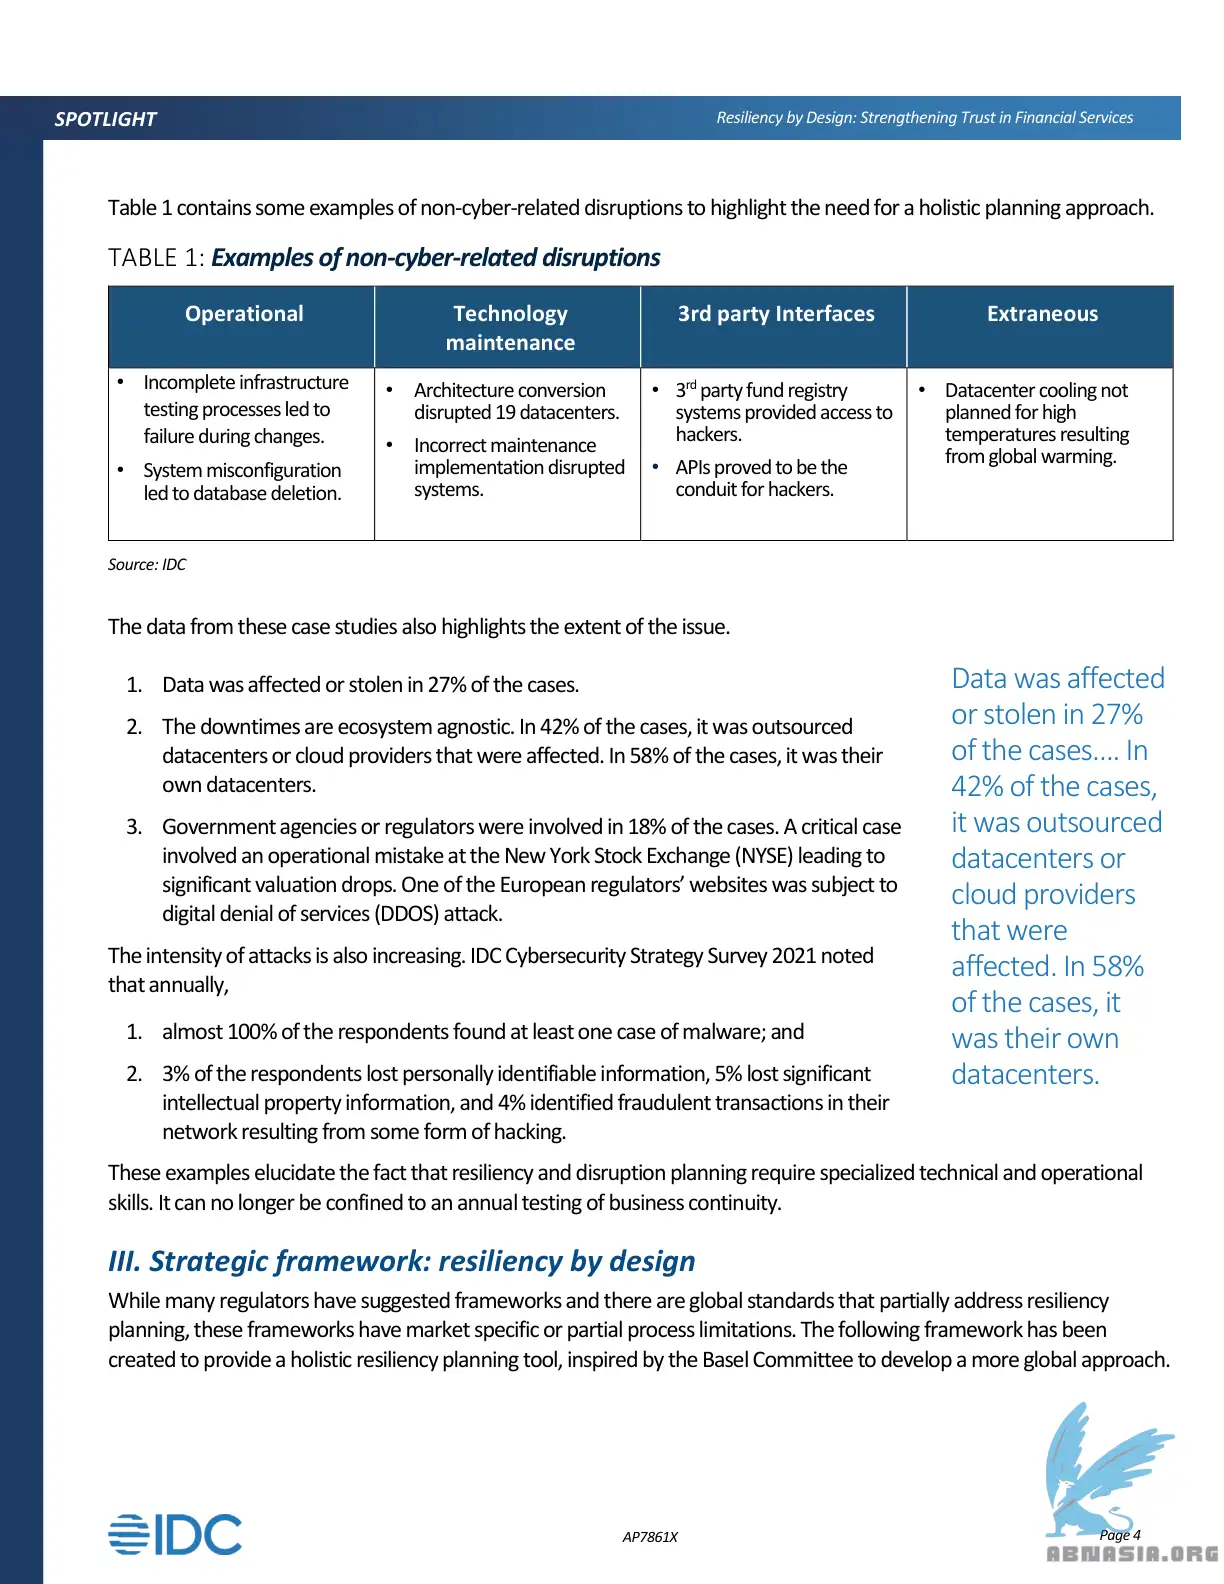 SPOTLIGHT
Resiliency by Design: Strengthening Trust in Financial Services
Table 1 contains some examples of non-cyber-related disruptions to highlight the need for a holistic planning approach.
TABLE 1: Examples of non-cyber-related disruptions
Operational
Technology
maintenance
3rd party Interfaces
Extraneous
• Incomplete infrastructure
testing processes led to
failure during changes.
• System misconfiguration
led to database deletion.
• Architecture conversion
disrupted 19 datacenters.
• Incorrect maintenance
implementation disrupted
systems.
• 3rd party fund registry
systems provided access to
hackers.
• APIs proved to be the
conduit for hackers.
• Datacenter cooling not
planned for high
temperatures resulting
from global warming.
Source: IDC
The data from these case studies also highlights the extent of the issue.
1. Data was affected or stolen in 27% of the cases.
2. The downtimes are ecosystem agnostic. In 42% of the cases, it was outsourced
datacenters or cloud providers that were affected. In 58% of the cases, it was their
own datacenters.
3. Government agencies or regulators were involved in 18% of the cases. A critical case
involved an operational mistake at the New York Stock Exchange (NYSE) leading to
significant valuation drops. One of the European regulators’ websites was subject to
digital denial of services (DDOS) attack.
The intensity of attacks is also increasing. IDC Cybersecurity Strategy Survey 2021 noted
that annually,
1. almost 100% of the respondents found at least one case of malware; and
2. 3% of the respondents lost personally identifiable information, 5% lost significant
intellectual property information, and 4% identified fraudulent transactions in their
network resulting from some form of hacking.
Data was affected
or stolen in 27%
of the cases.... In
42% of the cases,
it was outsourced
datacenters or
cloud providers
that were
affected. In 58%
of the cases, it
was their own
datacenters.
These examples elucidate the fact that resiliency and disruption planning require specialized technical and operational
skills. It can no longer be confined to an annual testing of business continuity.
III. Strategic framework: resiliency by design
While many regulators have suggested frameworks and there are global standards that partially address resiliency
planning, these frameworks have market specific or partial process limitations. The following framework has been
created to provide a holistic resiliency planning tool, inspired by the Basel Committee to develop a more global approach.
IDC
AP7861X
Page 4
ABNASIA.ORG